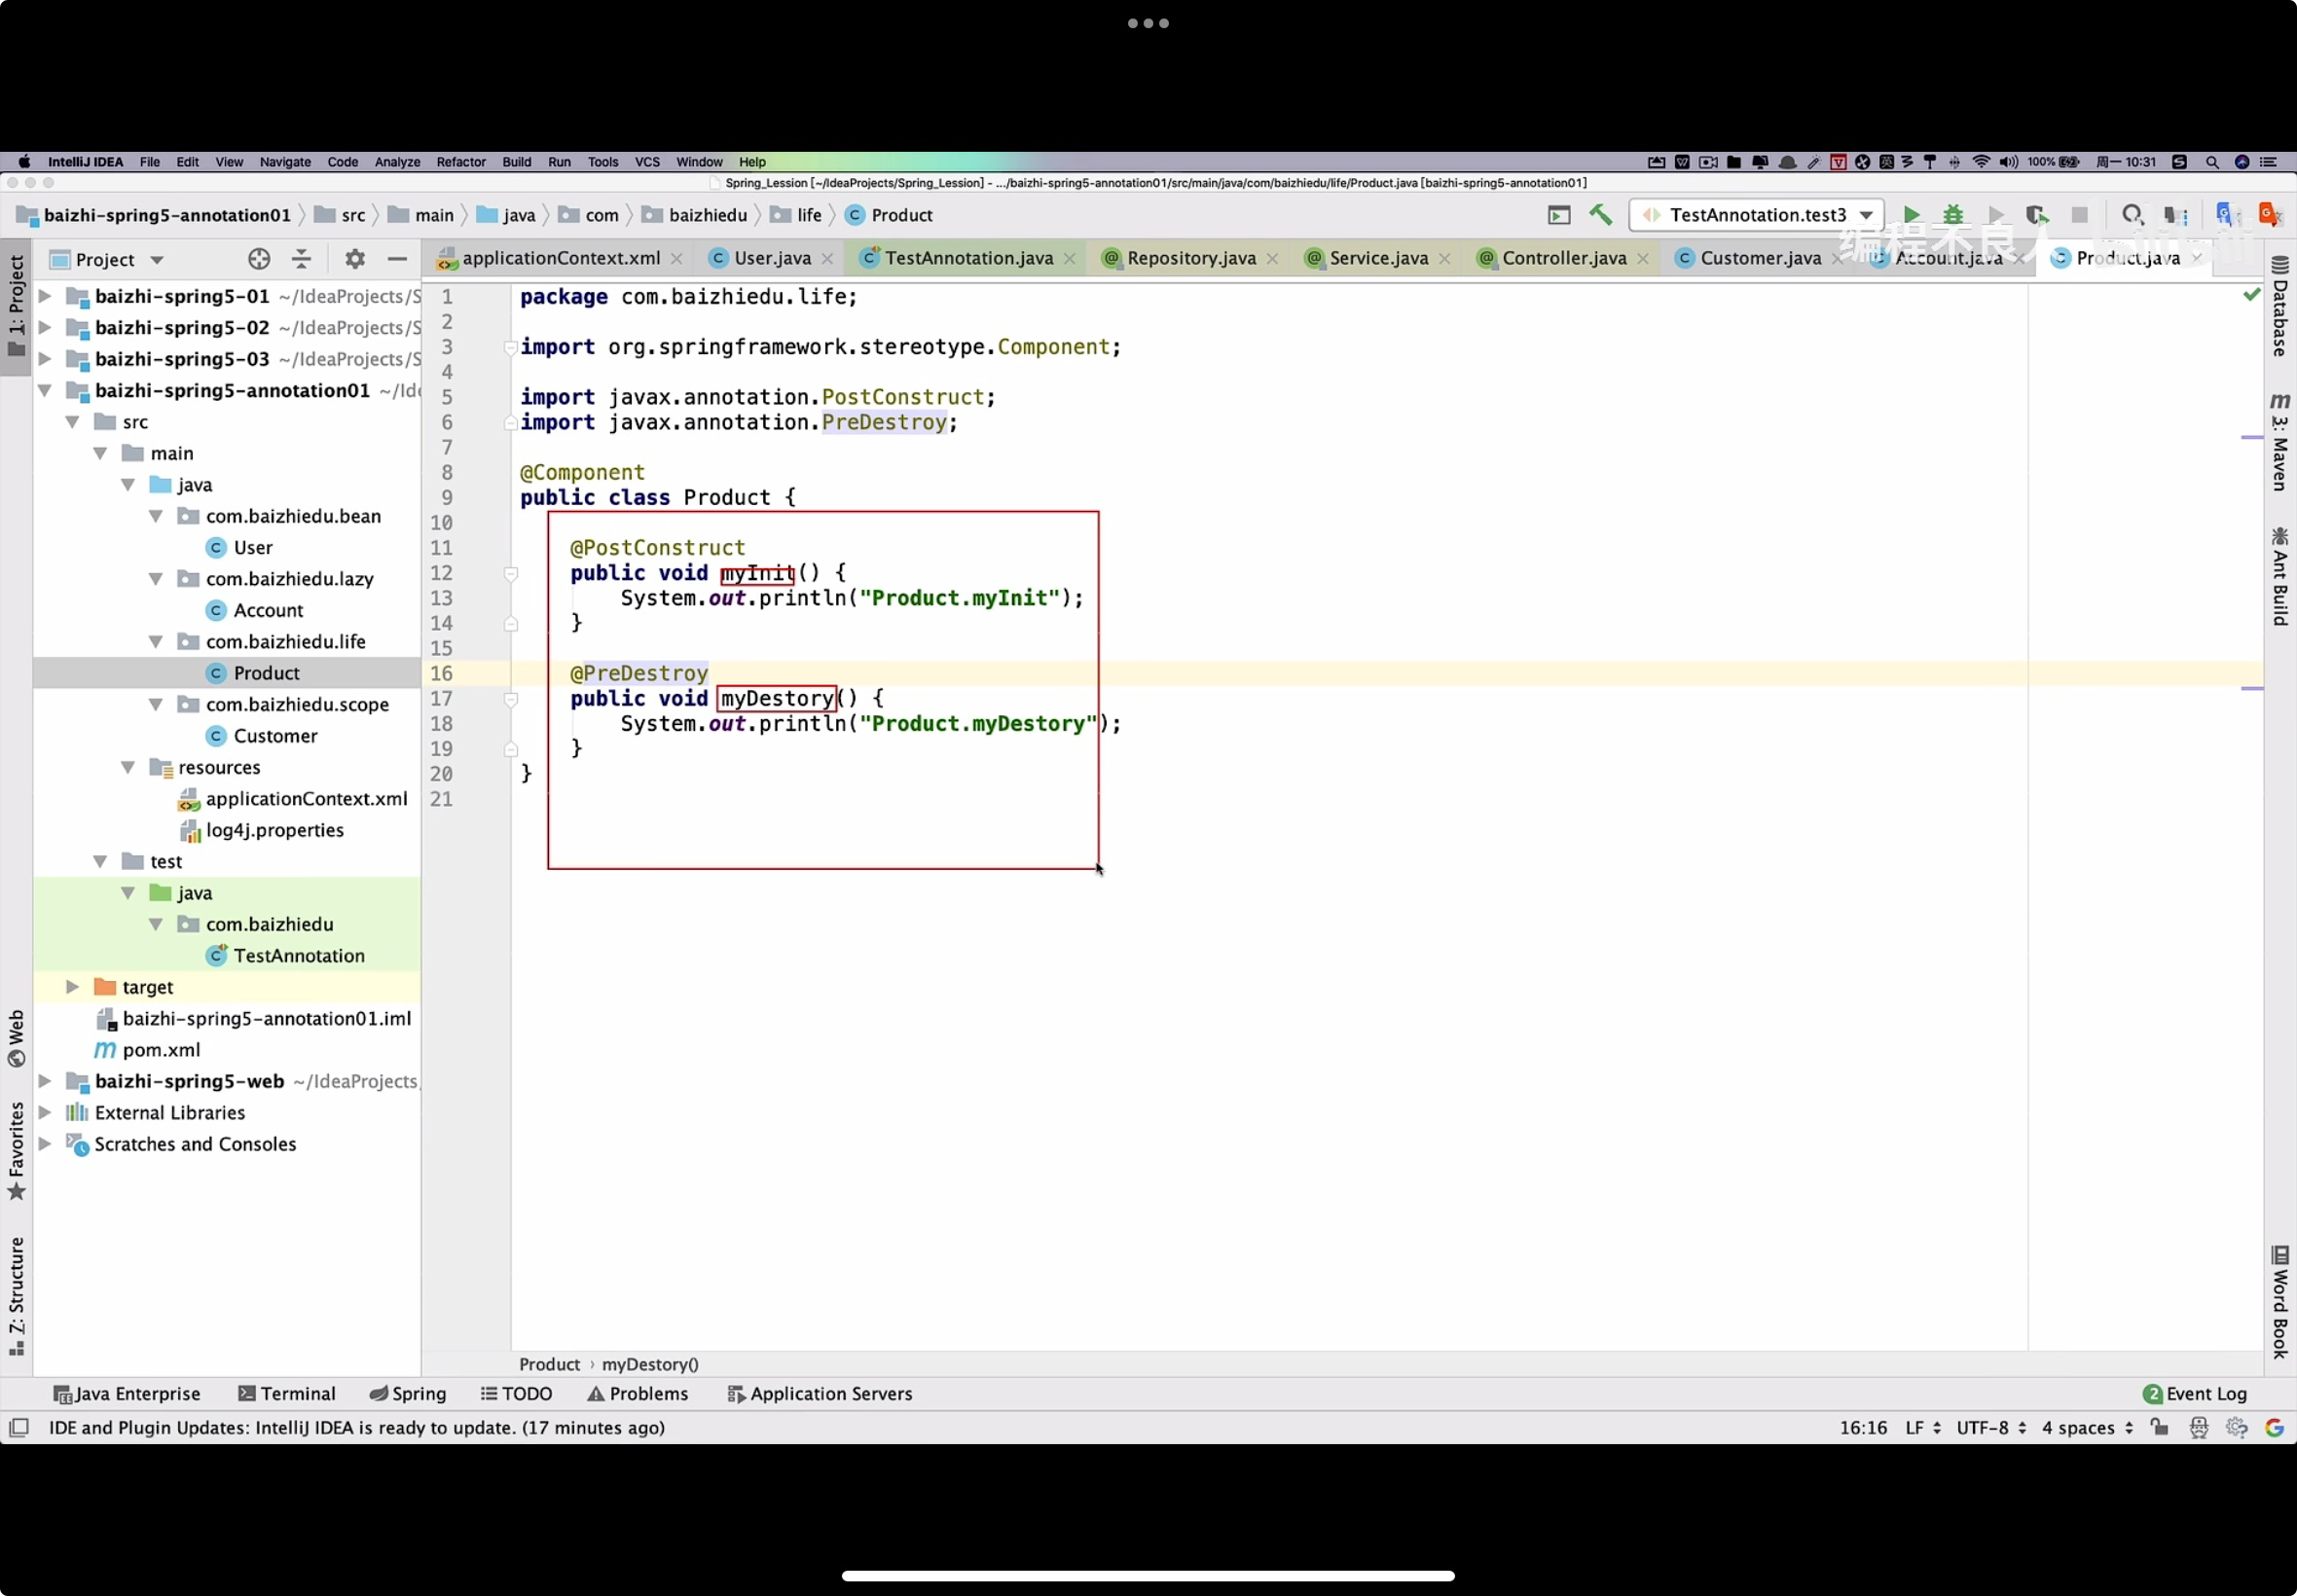 IntelliJ IDEA File Edit View Navigate Code Analyze Refactor Build Run Tools VCS Window Help 100% 周一 10:31
Spring_Lession [~/IdeaProjects/Spring_Lession] - .../baizhi-spring5-annotation01/src/main/java/com/baizhiedu/life/Product.java [baizhi-spring5-annotation01]
baizhi-spring5-annotation01 src main java com baizhiedu life Product TestAnnotation.test3
编程不良人
Project
applicationContext.xml User.java TestAnnotation.java Repository.java Service.java Controller.java Customer.java Account.java Product.java
1: Project
Web
Favorites
Z: Structure
baizhi-spring5-01 ~/IdeaProjects/S
baizhi-spring5-02 ~/IdeaProjects/S
baizhi-spring5-03 ~/IdeaProjects/S
baizhi-spring5-annotation01 ~/Ide
src
main
java
com.baizhiedu.bean
User
com.baizhiedu.lazy
Account
com.baizhiedu.life
Product
com.baizhiedu.scope
Customer
resources
applicationContext.xml
log4j.properties
test
java
com.baizhiedu
TestAnnotation
target
baizhi-spring5-annotation01.iml
pom.xml
baizhi-spring5-web ~/IdeaProjects
External Libraries
Scratches and Consoles
1 package com.baizhiedu.life;
2
3 import org.springframework.stereotype.Component;
4
5 import javax.annotation.PostConstruct;
6 import javax.annotation.PreDestroy;
7
8 @Component
9 public class Product {
10
11 @PostConstruct
12 public void myInit() {
13 System.out.println("Product.myInit");
14 }
15
16 @PreDestroy
17 public void myDestory() {
18 System.out.println("Product.myDestory");
19 }
20 }
21
Database
m 3: Maven
Ant Build
Word Book
Product › myDestory()
Java Enterprise Terminal Spring TODO Problems Application Servers 2 Event Log
IDE and Plugin Updates: IntelliJ IDEA is ready to update. (17 minutes ago) 16:16 LF UTF-8 4 spaces